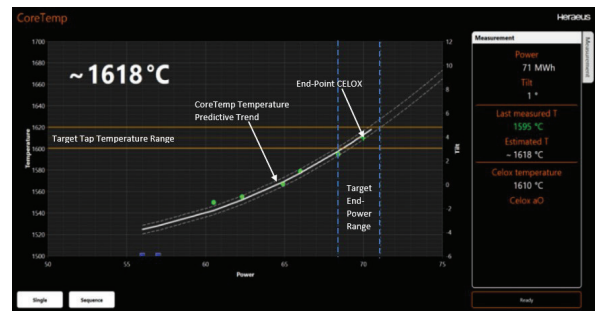 CoreTemp
Heraeus
~1618°C
End-Point CELOX
CoreTemp Temperature
Predictive Trend
Target Tap Temperature Range
Target
End-
Power
Range
Temperature
1700
1680
1660
1640
1620
1600
1580
1560
1540
1520
1500
50
55
60
65
70
75
Power
12
10
8
6
4
2
0
-2
-4
-6
Tilt
Measurement
Power
71 MWh
Tilt
1 °
Last measured T
1595 °C
Estimated T
~ 1618 °C
Celox temperature
1610 °C
Celox aO
Measurement
Single
Sequence
Ready